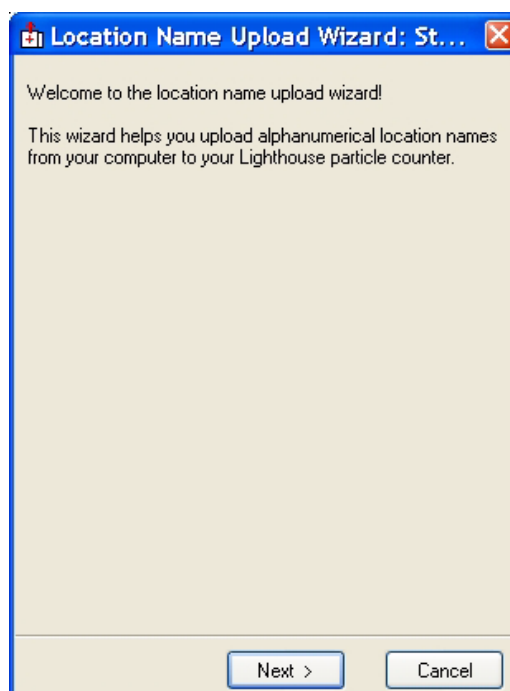 Location Name Upload Wizard: St...
Welcome to the location name upload wizard!
This wizard helps you upload alphanumerical location names
from your computer to your Lighthouse particle counter.
Next >
Cancel